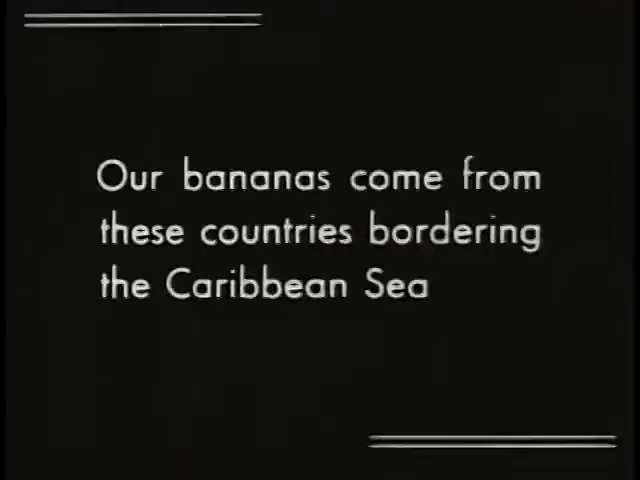 Our bananas come from
these countries bordering
the Caribbean Sea